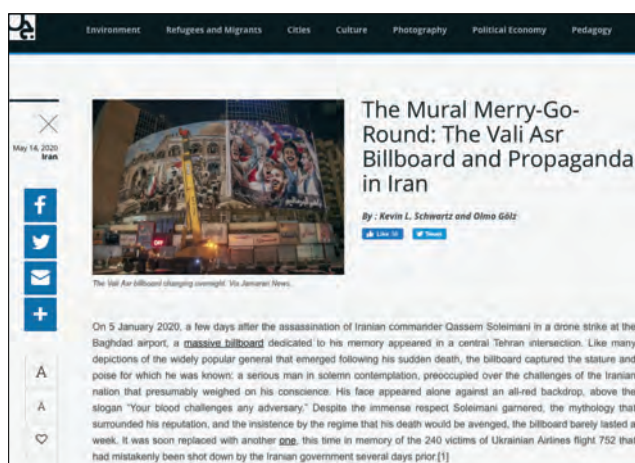 Environment Refugees and Migrants Cities Culture Photography Political Economy Pedagogy
May 14, 2020
Iran
The Mural Merry-Go-
Round: The Vali Asr
Billboard and Propaganda
in Iran
By : Kevin L. Schwartz and Olmo Gölz
Like
Tweet
The Vali Asr billboard changing overnight. Via Jamaran News.
On 5 January 2020, a few days after the assassination of Iranian commander Qassem Soleimani in a drone strike at the
Baghdad airport, a massive billboard dedicated to his memory appeared in a central Tehran intersection. Like many
depictions of the widely popular general that emerged following his sudden death, the billboard captured the stature and
poise for which he was known: a serious man in solemn contemplation, preoccupied over the challenges of the Iranian
nation that presumably weighed on his conscience. His face appeared alone against an all-red backdrop, above the
slogan "Your blood challenges any adversary." Despite the immense respect Soleimani garnered, the mythology that
surrounded his reputation, and the insistence by the regime that his death would be avenged, the billboard barely lasted a
week. It was soon replaced with another one, this time in memory of the 240 victims of Ukrainian Airlines flight 752 that
had mistakenly been shot down by the Iranian government several days prior.[1]
A
A